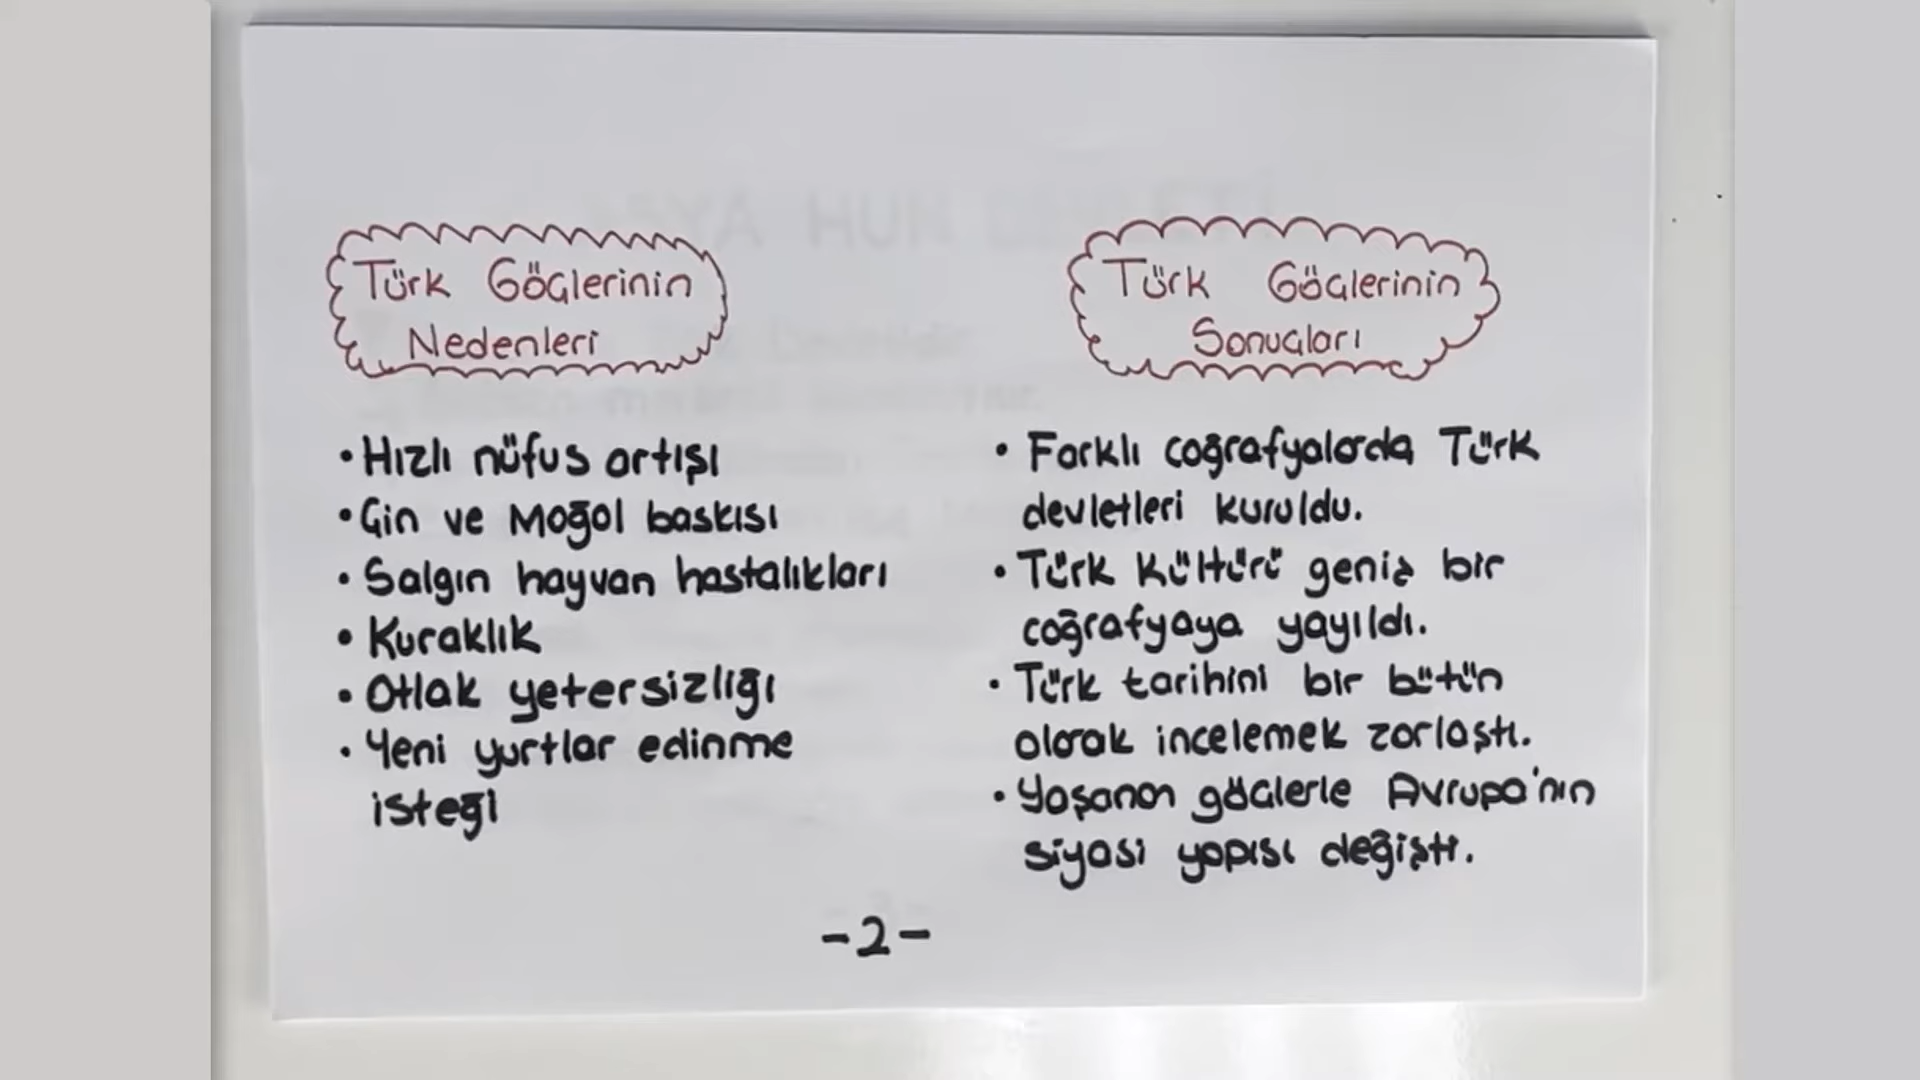 Türk Göçlerinin
Nedenleri
• Hızlı nüfus artışı
• Çin ve Moğol baskısı
• Salgın hayvan hastalıkları
• Kuraklık
• Otlak yetersizliği
• Yeni yurtlar edinme
isteği
Türk Göçlerinin
Sonuçları
• Farklı coğrafyalarda Türk
devletleri kuruldu.
• Türk kültürü geniş bir
coğrafyaya yayıldı.
• Türk tarihini bir bütün
olarak incelemek zorlaştı.
• Yaşanan göçlerle Avrupa'nın
siyasi yapısı değişti.
-2-